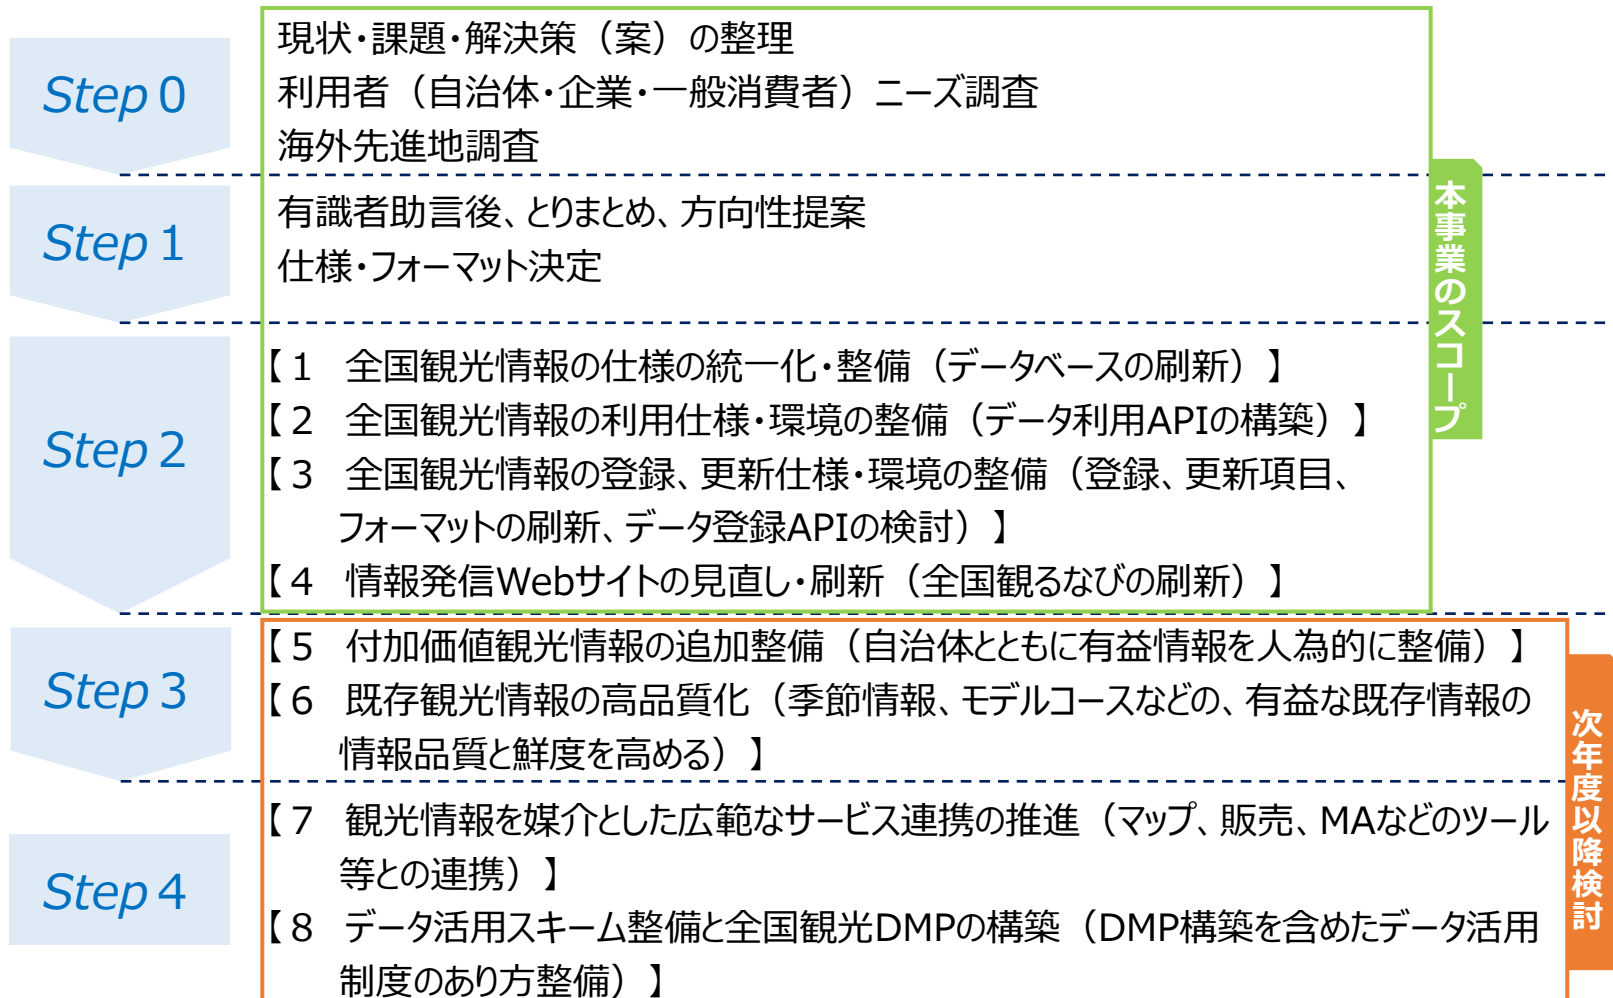 Step 0
現状・課題・解決策（案）の整理
利用者（自治体・企業・一般消費者）ニーズ調査
海外先進地調査
Step 1
有識者助言後、とりまとめ、方向性提案
仕様・フォーマット決定
Step 2
【１　全国観光情報の仕様の統一化・整備（データベースの刷新）】
【２　全国観光情報の利用仕様・環境の整備（データ利用APIの構築）】
【３　全国観光情報の登録、更新仕様・環境の整備（登録、更新項目、
フォーマットの刷新、データ登録APIの検討）】
【４　情報発信Webサイトの見直し・刷新（全国観るなびの刷新）】
本事業のスコープ
Step 3
【５　付加価値観光情報の追加整備（自治体とともに有益情報を人為的に整備）】
【６　既存観光情報の高品質化（季節情報、モデルコースなどの、有益な既存情報の
情報品質と鮮度を高める）】
Step 4
【７　観光情報を媒介とした広範なサービス連携の推進（マップ、販売、MAなどのツール
等との連携）】
【８　データ活用スキーム整備と全国観光DMPの構築（DMP構築を含めたデータ活用
制度のあり方整備）】
次年度以降検討